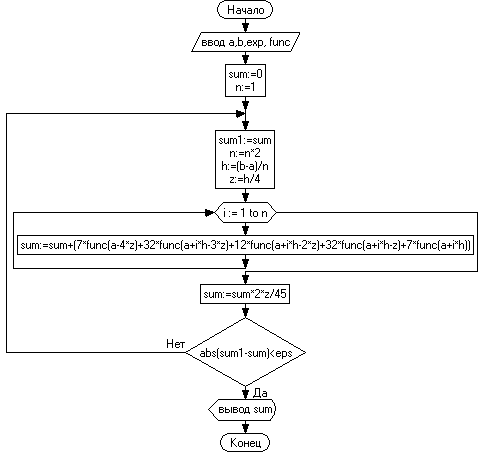 Начало
ввод a,b,exp, func
sum:=0
n:=1
sum1:=sum
n:=n*2
h:=(b-a)/n
z:=h/4
i := 1 to n
sum:=sum+(7*func(a-4*z)+32*func(a+i*h-3*z)+12*func(a+i*h-2*z)+32*func(a+i*h-z)+7*func(a+i*h))
sum:=sum*2*z/45
Нет
abs(sum1-sum)<eps
Да
вывод sum
Конец